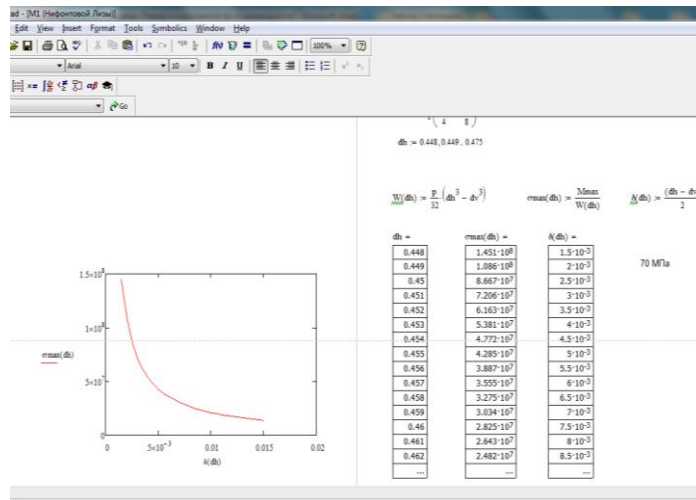 ad - [M1 (Нифонтовой Лизы)]
Edit View Insert Format Tools Symbolics Window Help
100%
Arial 10 B I U
Go
4 8
dh := 0.448, 0.449 .. 0.475
W(dh) := p/32 (dh³ - dv³) σmax(dh) := Mmax/W(dh) δ(dh) := (dh - dv/2
dh = σmax(dh) = δ(dh) =
0.448 1.451·10⁸ 1.5·10⁻³
0.449 1.086·10⁸ 2·10⁻³
0.45 8.667·10⁷ 2.5·10⁻³
0.451 7.206·10⁷ 3·10⁻³
0.452 6.163·10⁷ 3.5·10⁻³
0.453 5.381·10⁷ 4·10⁻³
0.454 4.772·10⁷ 4.5·10⁻³
0.455 4.285·10⁷ 5·10⁻³
0.456 3.887·10⁷ 5.5·10⁻³
0.457 3.555·10⁷ 6·10⁻³
0.458 3.275·10⁷ 6.5·10⁻³
0.459 3.034·10⁷ 7·10⁻³
0.46 2.825·10⁷ 7.5·10⁻³
0.461 2.643·10⁷ 8·10⁻³
0.462 2.482·10⁷ 8.5·10⁻³
... ... ...
70 МПа
1.5×10⁸
1×10⁸
σmax(dh)
5×10⁷
0
0 5×10⁻³ 0.01 0.015 0.02
δ(dh)